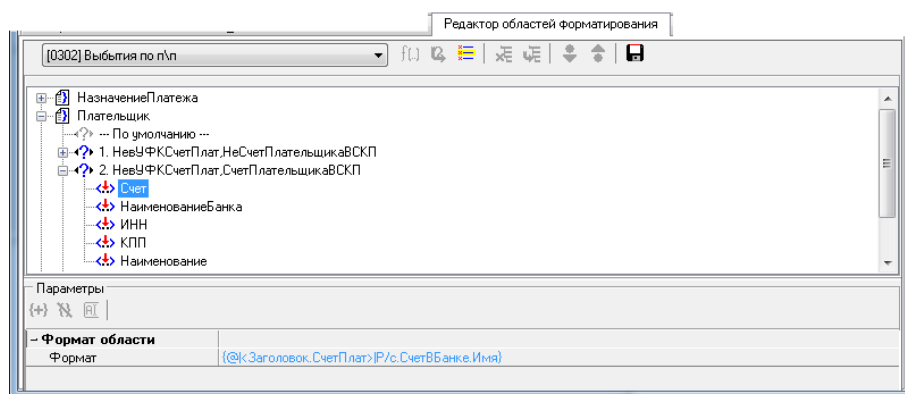 Редактор областей форматирования
[0302] Выбытия по п\п
НазначениеПлатежа
Плательщик
--- По умолчанию ---
1. НевУФКСчетПлат,НеСчетПлательщикаВСКП
2. НевУФКСчетПлат,СчетПлательщикаВСКП
Счет
НаименованиеБанка
ИНН
КПП
Наименование
Параметры
Формат области
Формат {@|<Заголовок.СчетПлат>|Р/с.СчетВБанке.Имя}